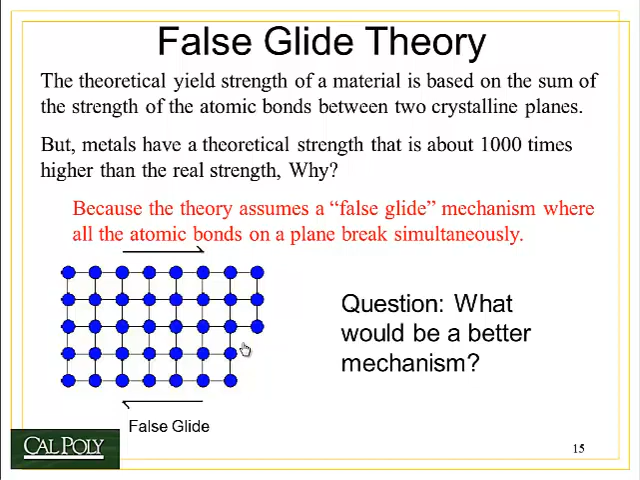 False Glide Theory
The theoretical yield strength of a material is based on the sum of
the strength of the atomic bonds between two crystalline planes.
But, metals have a theoretical strength that is about 1000 times
higher than the real strength, Why?
Because the theory assumes a “false glide” mechanism where
all the atomic bonds on a plane break simultaneously.
Question: What
would be a better
mechanism?
False Glide
CAL POLY
15